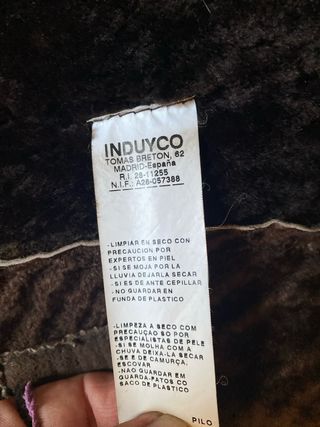 INDUYCO
TOMAS BRETON, 62
MADRID-España
R.I. 28-11255
N.I.F.: A28-057388
-LIMPIAR EN SECO CON
PRECAUCION POR
EXPERTOS EN PIEL
-SI SE MOJA POR LA
LLUVIA DEJARLA SECAR
-SI ES DE ANTE CEPILLAR
-NO GUARDAR EN
FUNDA DE PLASTICO
-LIMPEZA A SECO COM
PRECAUÇAO SO POR
ESPECIALISTAS DE PELE
-SI SE MOLHA COM A
CHUVA DEIXA-LA SECAR
-SE E DE CAMURÇA,
ESCOVAR
-NAO GUARDAR EM
GUARDA-FATOS CO
SACO DE PLASTICO
PILO